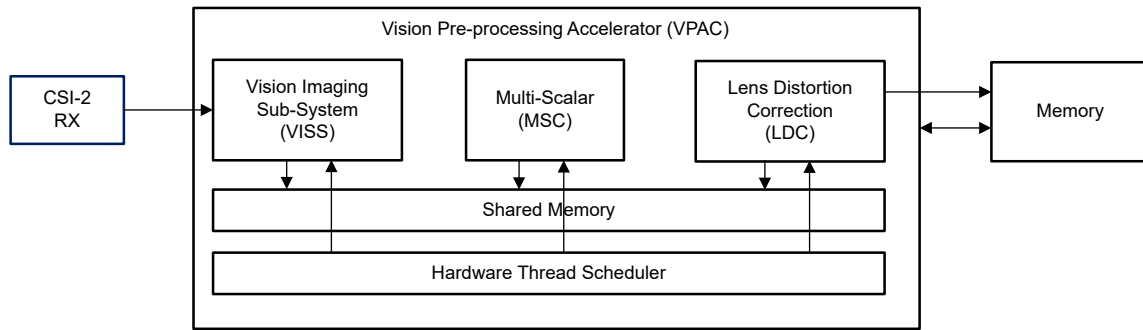 Vision Pre-processing Accelerator (VPAC)
CSI-2
RX
Vision Imaging
Sub-System
(VISS)
Multi-Scalar
(MSC)
Lens Distortion
Correction
(LDC)
Memory
Shared Memory
Hardware Thread Scheduler